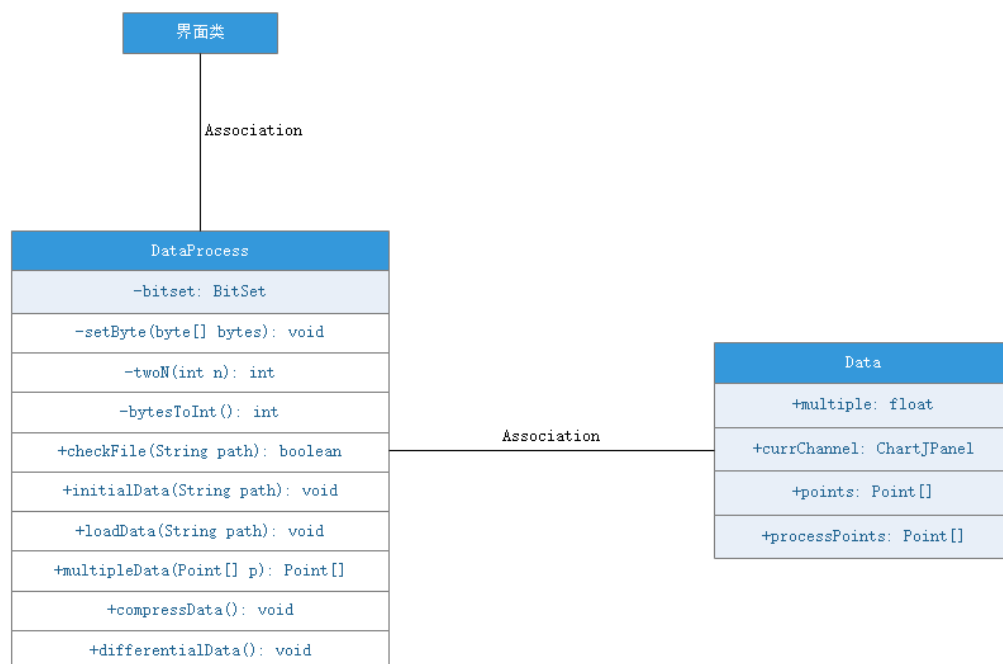 界面类
Association
DataProcess
-bitset: BitSet
-setByte(byte[] bytes): void
-twoN(int n): int
-bytesToInt(): int
+checkFile(String path): boolean
+initialData(String path): void
+loadData(String path): void
+multipleData(Point[] p): Point[]
+compressData(): void
+differentialData(): void
Association
Data
+multiple: float
+currChannel: ChartJPanel
+points: Point[]
+processPoints: Point[]